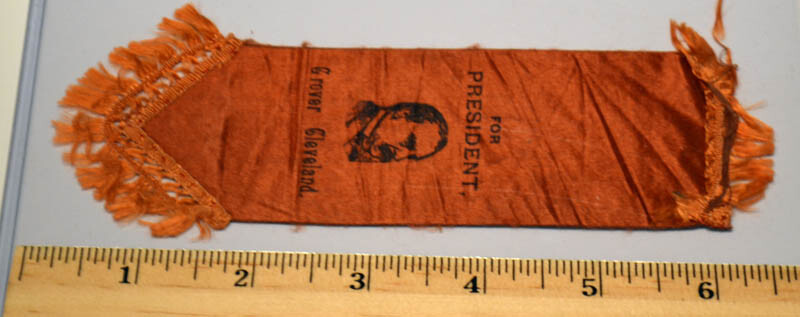 FOR
PRESIDENT,
Grover Cleveland.
1 2 3 4 5 6